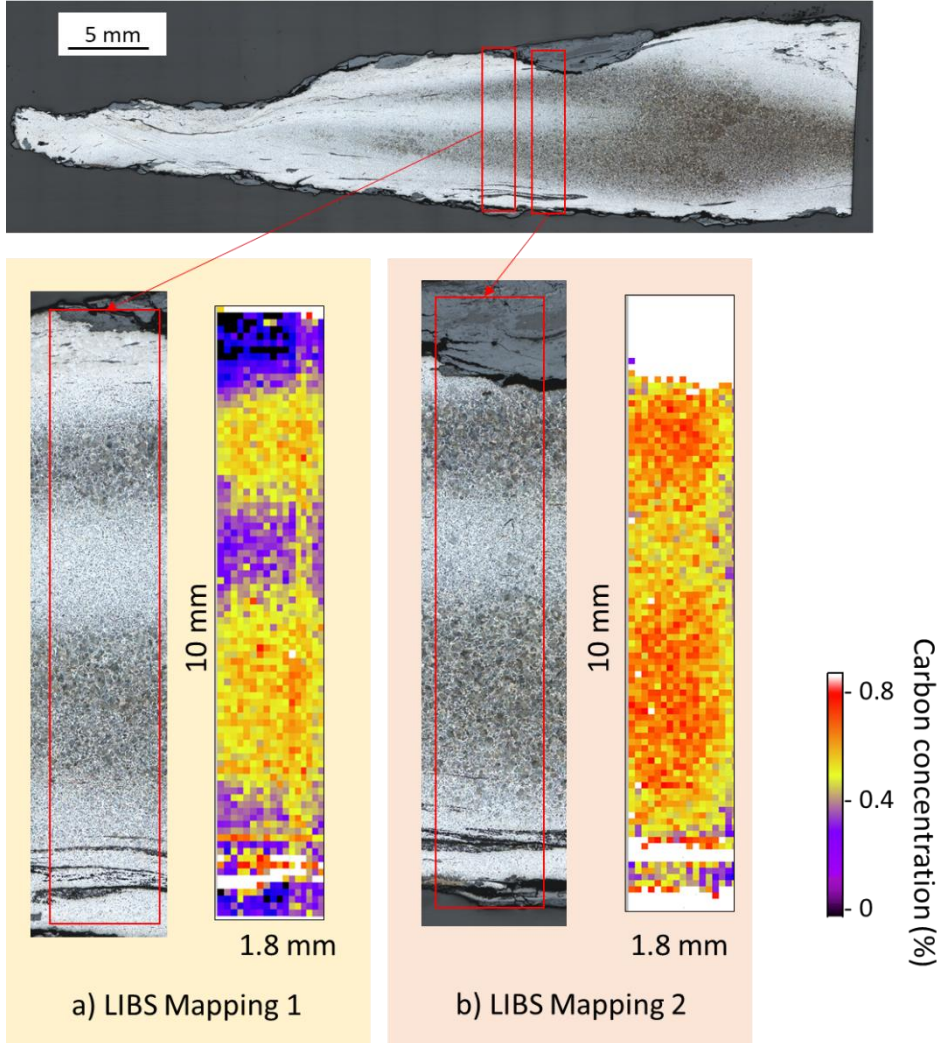 5 mm
10 mm
1.8 mm
a) LIBS Mapping 1
10 mm
1.8 mm
b) LIBS Mapping 2
- 0.8
- 0.4
- 0
Carbon concentration (%)